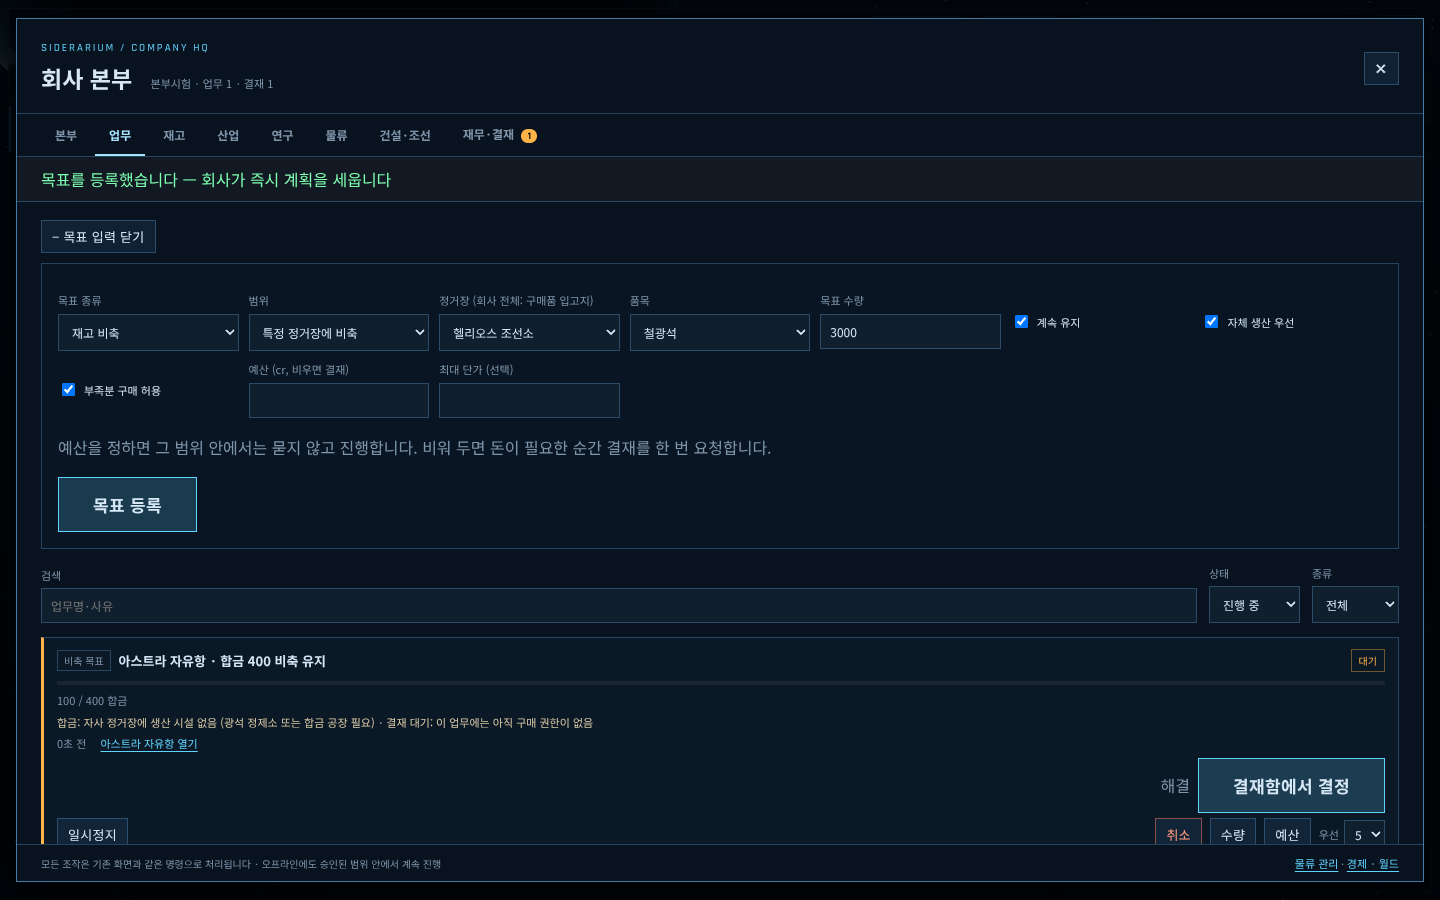 SIDERARIUM / COMPANY HQ
회사 본부 본부시험 · 업무 1 · 결재 1
×
본부 업무 재고 산업 연구 물류 건설·조선 재무·결재 1
목표를 등록했습니다 — 회사가 즉시 계획을 세웁니다
– 목표 입력 닫기
목표 종류 범위 정거장 (회사 전체: 구매품 입고지) 품목 목표 수량
재고 비축 특정 정거장에 비축 헬리오스 조선소 철광석 3000 계속 유지 자체 생산 우선
예산 (cr, 비우면 결재) 최대 단가 (선택)
부족분 구매 허용
예산을 정하면 그 범위 안에서는 묻지 않고 진행합니다. 비워 두면 돈이 필요한 순간 결재를 한 번 요청합니다.
목표 등록
검색 상태 종류
업무명·사유 진행 중 전체
비축 목표 아스트라 자유항 · 합금 400 비축 유지 대기
100 / 400 합금
합금: 자사 정거장에 생산 시설 없음 (광석 정제소 또는 합금 공장 필요) · 결재 대기: 이 업무에는 아직 구매 권한이 없음
0초 전 아스트라 자유항 열기
해결 결재함에서 결정
일시정지 취소 수량 예산 우선 5
모든 조작은 기존 화면과 같은 명령으로 처리됩니다 · 오프라인에도 승인된 범위 안에서 계속 진행 물류 관리 · 경제 · 월드